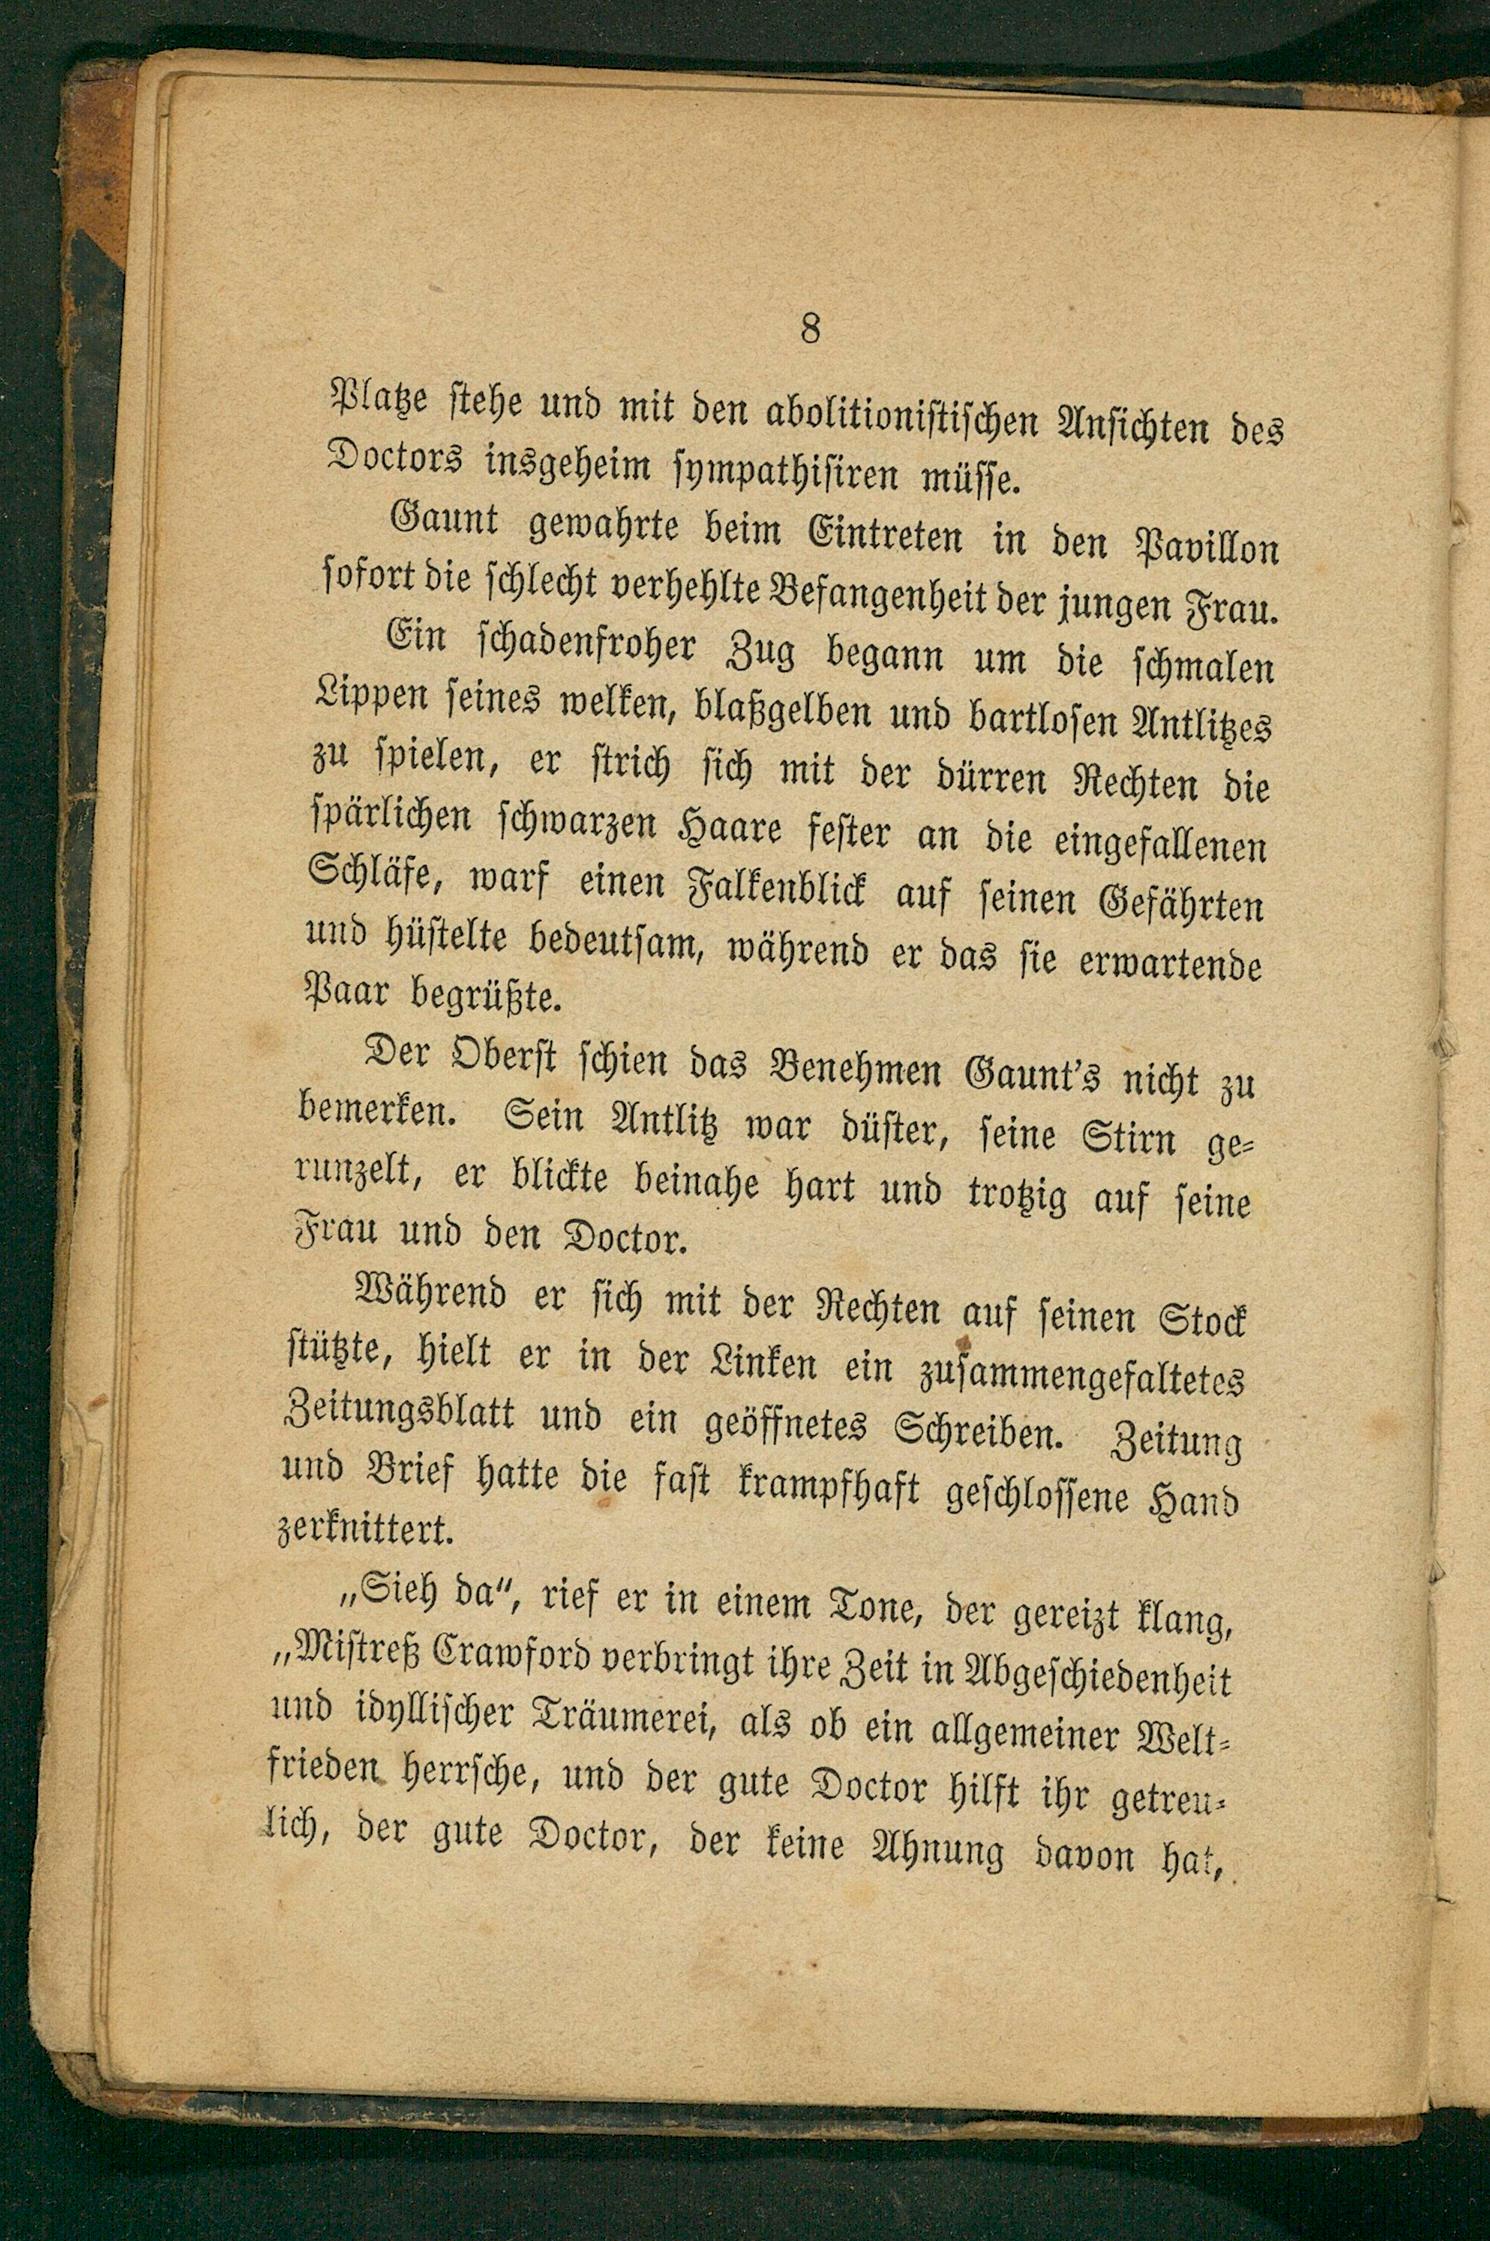 8
Platze stehe und mit den abolitionistischen Ansichten des
Doctors insgeheim sympathisiren müsse.
Gaunt gewahrte beim Eintreten in den Pavillon
sofort die schlecht verhehlte Befangenheit der jungen Frau.
Ein schadenfroher Zug begann um die schmalen
Lippen seines welken, blaßgelben und bartlosen Antlitzes
zu spielen, er strich sich mit der dürren Rechten die
spärlichen schwarzen Haare fester an die eingefallenen
Schläfe, warf einen Falkenblick auf seinen Gefährten
und hüstelte bedeutsam, während er das sie erwartende
Paar begrüßte.
Der Oberst schien das Benehmen Gaunt's nicht zu
bemerken. Sein Antlitz war düster, seine Stirn ge-
runzelt, er blickte beinahe hart und trotzig auf seine
Frau und den Doctor.
Während er sich mit der Rechten auf seinen Stock
stützte, hielt er in der Linken ein zusammengefaltetes
Zeitungsblatt und ein geöffnetes Schreiben. Zeitung
und Brief hatte die fast krampfhaft geschlossene Hand
zerknittert.
„Sieh da“, rief er in einem Tone, der gereizt klang,
„Mistreß Crawford verbringt ihre Zeit in Abgeschiedenheit
und idyllischer Träumerei, als ob ein allgemeiner Welt-
frieden herrsche, und der gute Doctor hilft ihr getreu-
lich, der gute Doctor, der keine Ahnung davon hat,